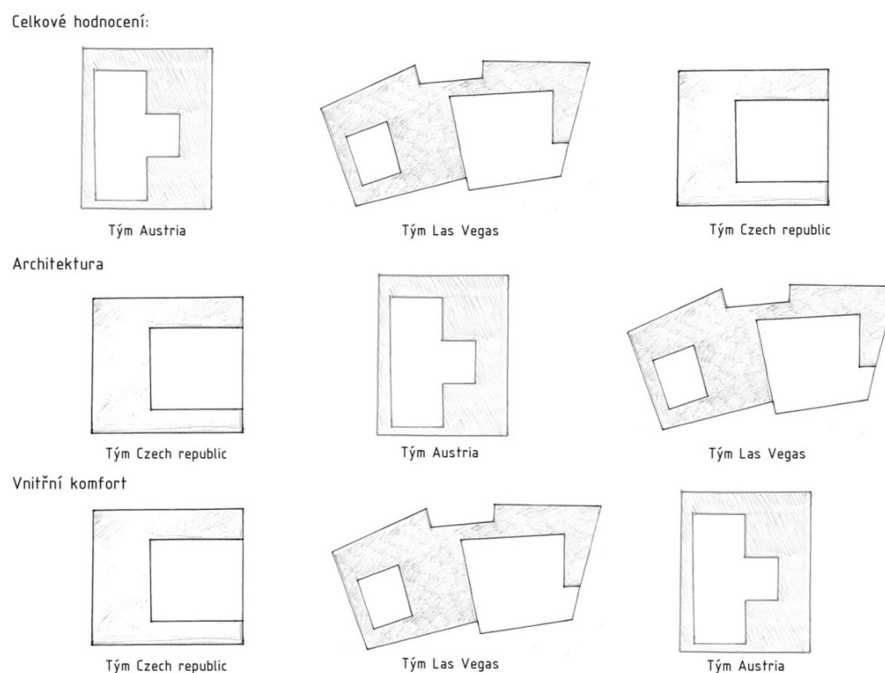 Celkové hodnocení:
Tým Austria
Tým Las Vegas
Tým Czech republic
Architektura
Tým Czech republic
Tým Austria
Tým Las Vegas
Vnitřní komfort
Tým Czech republic
Tým Las Vegas
Tým Austria